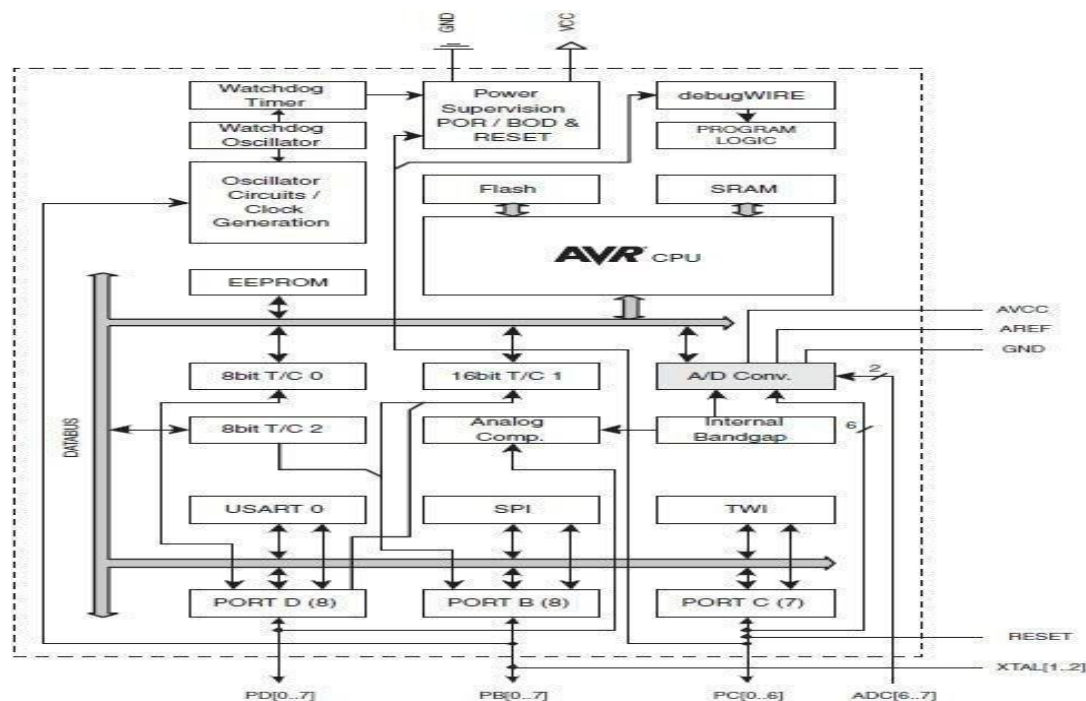 GND
VCC
Watchdog
Timer
Power
Supervision
POR / BOD &
RESET
debugWIRE
Watchdog
Oscillator
PROGRAM
LOGIC
Oscillator
Circuits /
Clock
Generation
Flash
SRAM
AVR CPU
EEPROM
AVCC
AREF
GND
8bit T/C 0
16bit T/C 1
A/D Conv.
2
DATABUS
8bit T/C 2
Analog
Comp.
Internal
Bandgap
6
USART 0
SPI
TWI
PORT D (8)
PORT B (8)
PORT C (7)
RESET
XTAL[1..2]
PD[0..7]
PB[0..7]
PC[0..6]
ADC[6..7]